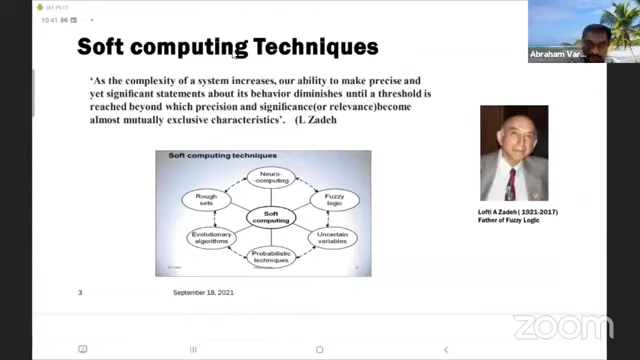 SAY-P610
10:41
Abraham Var...
Soft computing Techniques
‘As the complexity of a system increases, our ability to make precise and
yet significant statements about its behavior diminishes until a threshold is
reached beyond which precision and significance(or relevance)become
almost mutually exclusive characteristics’. (L Zadeh
Soft computing techniques
Neuro-
computing
Rough
sets
Fuzzy
logic
Soft
computing
Evolutionary
algorithms
Uncertain
variables
Probabilistic
techniques
Lofti A Zadeh ( 1921-2017)
Father of Fuzzy Logic
3
September 18, 2021
zoom